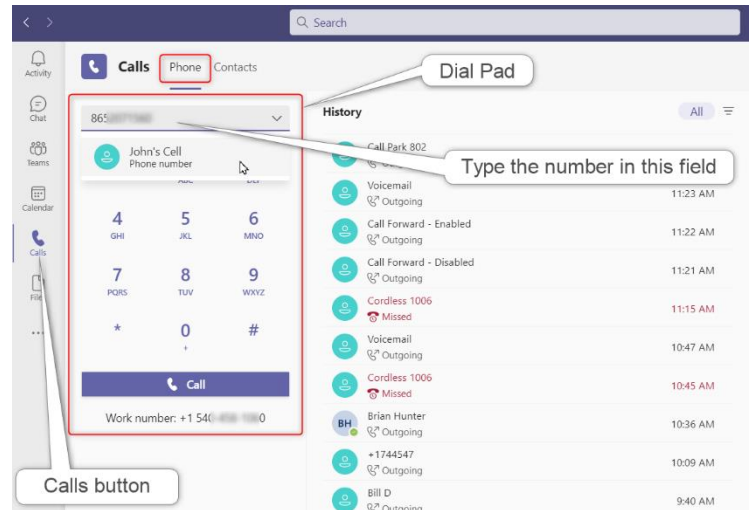 Search
Activity
Chat
Teams
Calendar
Calls
Calls Phone Contacts
Dial Pad
865
John's Cell
Phone number
4 5 6
GHI JKL MNO
7 8 9
PQRS TUV WXYZ
* 0 #
+
Call
Work number: +1 540
Calls button
History All
Call Park 802
Type the number in this field
Voicemail
Outgoing 11:23 AM
Call Forward - Enabled
Outgoing 11:22 AM
Call Forward - Disabled
Outgoing 11:21 AM
Cordless 1006
Missed 11:15 AM
Voicemail
Outgoing 10:47 AM
Cordless 1006
Missed 10:45 AM
BH Brian Hunter
Outgoing 10:36 AM
+1744547
Outgoing 10:09 AM
Bill D
Outgoing 9:40 AM